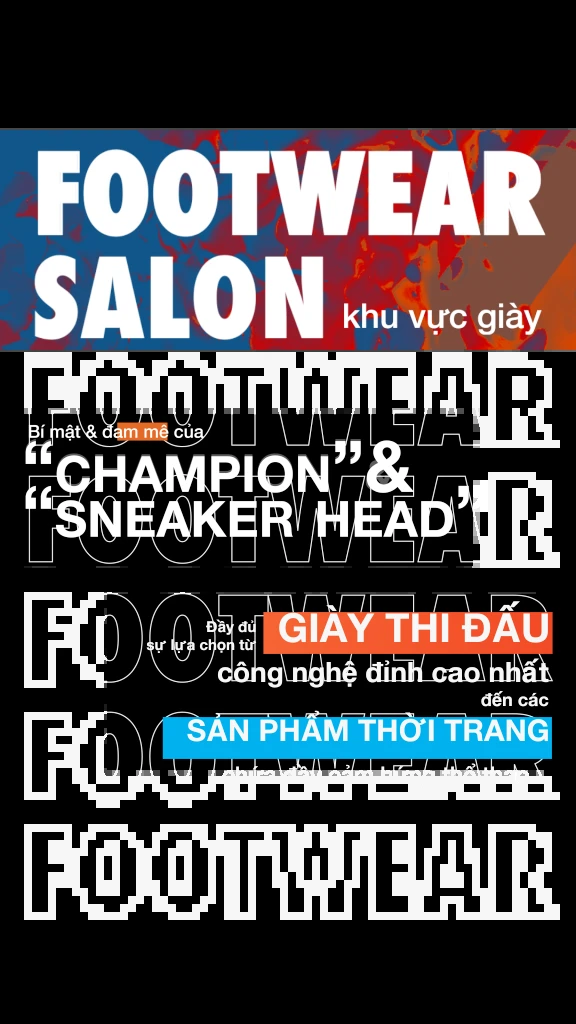 FOOTWEAR
SALON
khu vực giày
FOOTWEAR
Bí mật & đam mê của
“CHAMPION”&
“SNEAKER HEAD”
FOOTWEAR
FOOTWEAR
Đầy đủ
sự lựa chọn từ
GIÀY THI ĐẤU
công nghệ đỉnh cao nhất
đến các
FOOTWEAR
SẢN PHẨM THỜI TRANG
FOOTWEAR